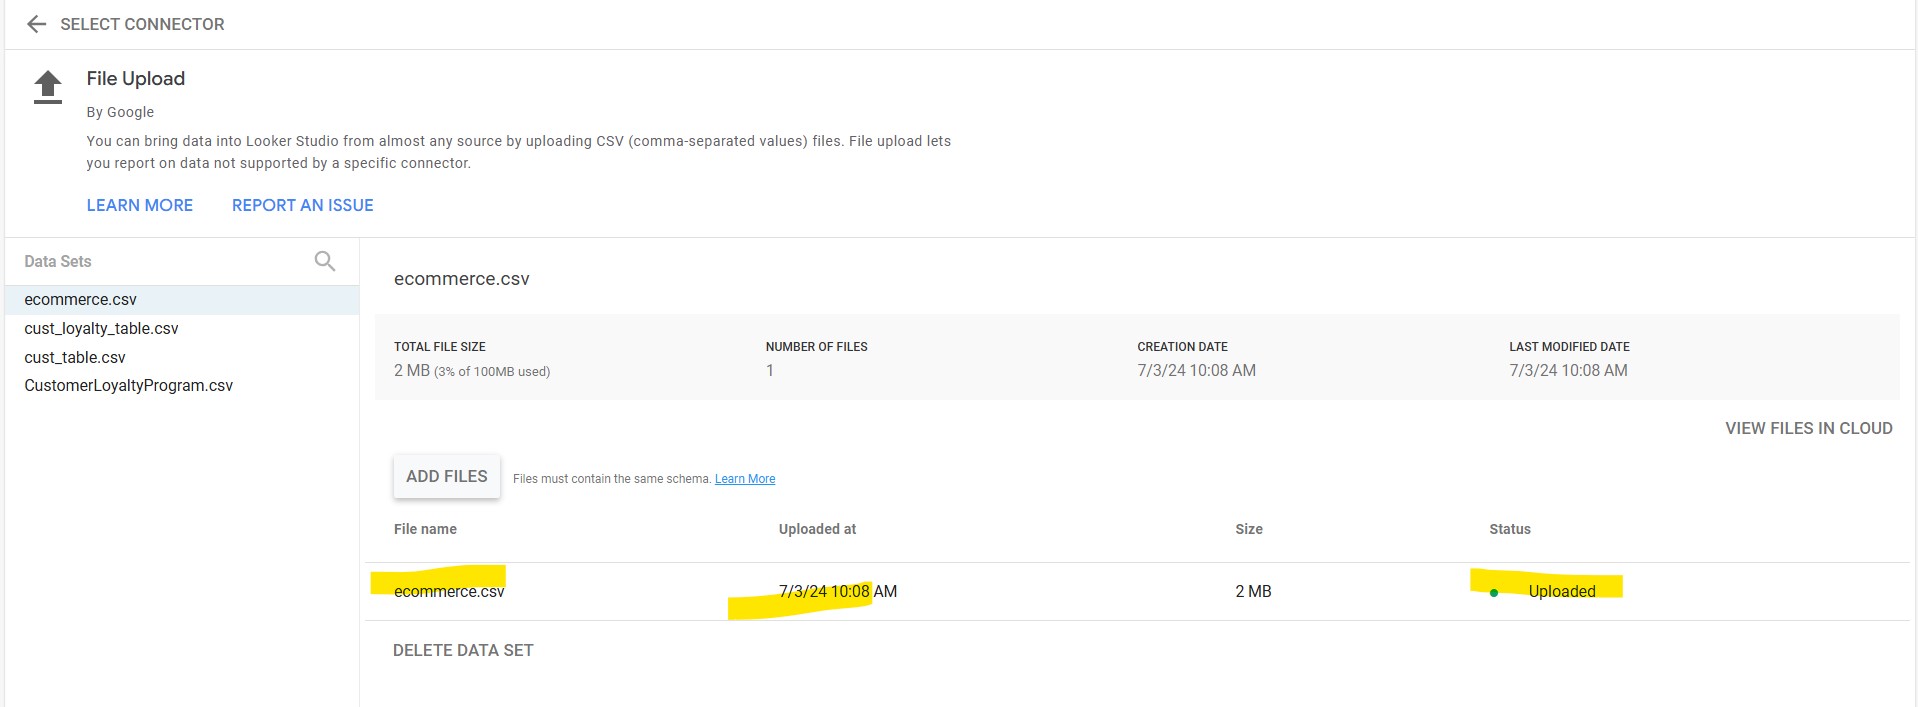 SELECT CONNECTOR
File Upload
By Google
You can bring data into Looker Studio from almost any source by uploading CSV (comma-separated values) files. File upload lets
you report on data not supported by a specific connector.
LEARN MORE REPORT AN ISSUE
Data Sets
ecommerce.csv
cust_loyalty_table.csv
cust_table.csv
CustomerLoyaltyProgram.csv
ecommerce.csv
TOTAL FILE SIZE NUMBER OF FILES CREATION DATE LAST MODIFIED DATE
2 MB (3% of 100MB used) 1 7/3/24 10:08 AM 7/3/24 10:08 AM
VIEW FILES IN CLOUD
ADD FILES Files must contain the same schema. Learn More
File name Uploaded at Size Status
ecommerce.csv 7/3/24 10:08 AM 2 MB Uploaded
DELETE DATA SET